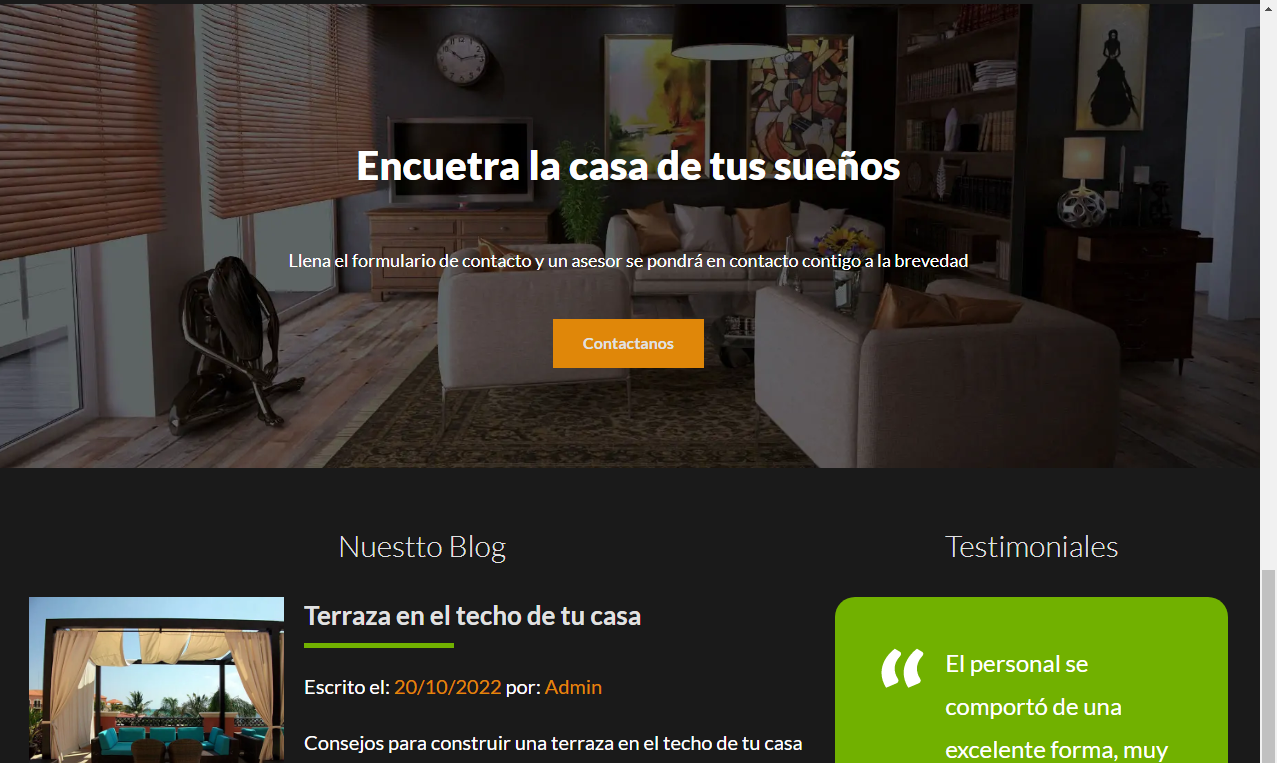 Encuetra la casa de tus sueños
Llena el formulario de contacto y un asesor se pondrá en contacto contigo a la brevedad
Contactanos
Nuestto Blog
Terraza en el techo de tu casa
Escrito el: 20/10/2022 por: Admin
Consejos para construir una terraza en el techo de tu casa
Testimoniales
“ El personal se
comportó de una
excelente forma, muy